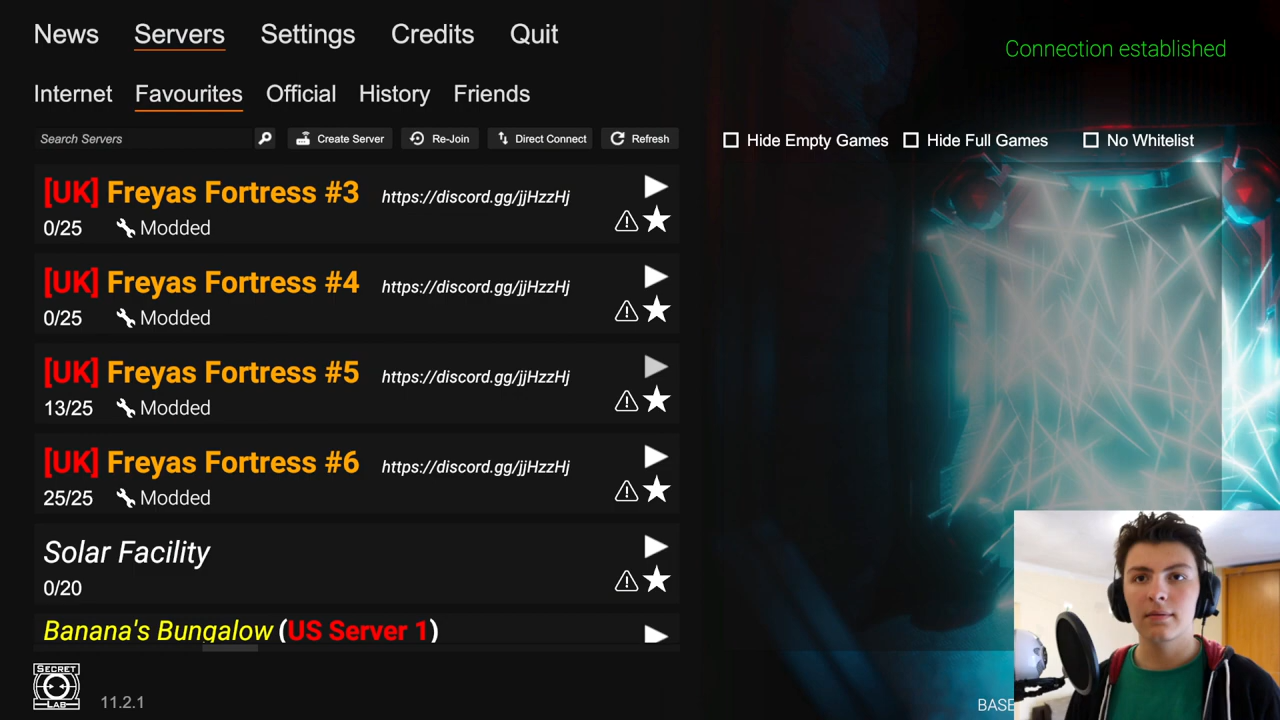 News Servers Settings Credits Quit
Connection established
Internet Favourites Official History Friends
Search Servers Create Server Re-Join Direct Connect Refresh
Hide Empty Games Hide Full Games No Whitelist
[UK] Freyas Fortress #3 https://discord.gg/jjHzzHj
0/25 Modded
[UK] Freyas Fortress #4 https://discord.gg/jjHzzHj
0/25 Modded
[UK] Freyas Fortress #5 https://discord.gg/jjHzzHj
13/25 Modded
[UK] Freyas Fortress #6 https://discord.gg/jjHzzHj
25/25 Modded
Solar Facility
0/20
Banana's Bungalow (US Server 1)
SECRET
LAB
11.2.1
BASE